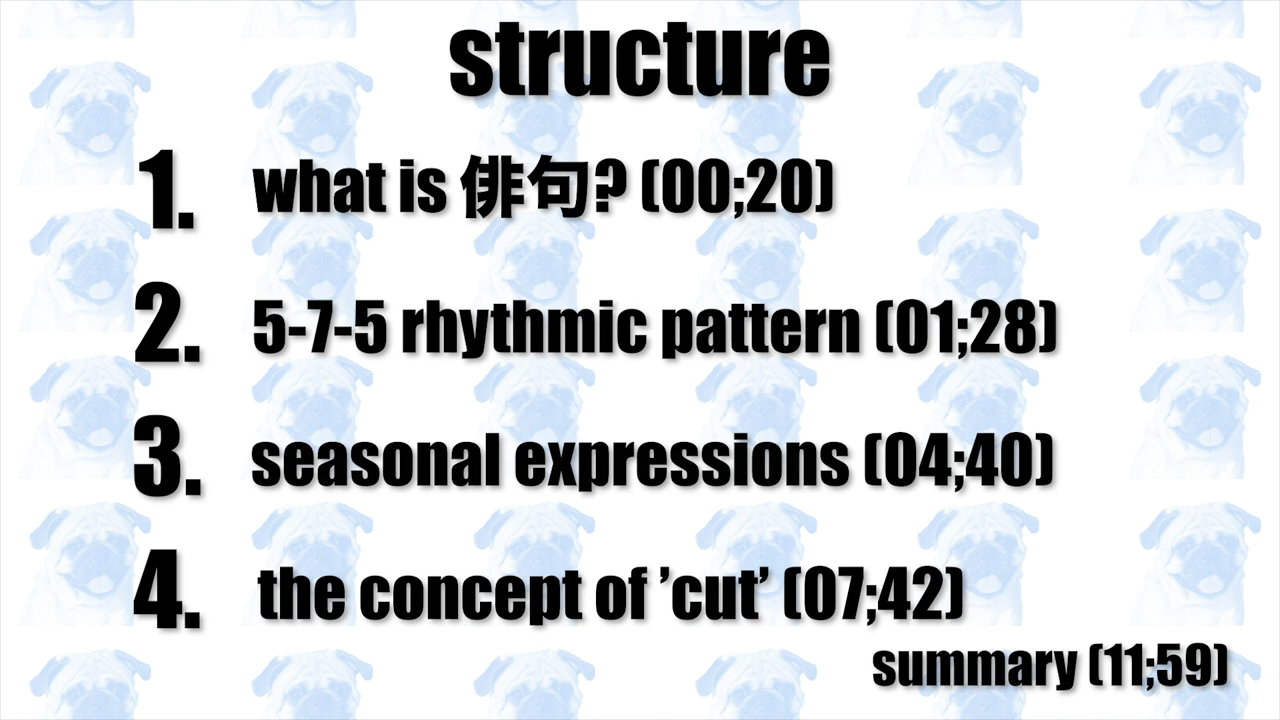 structure
1. what is 俳句? (00;20)
2. 5-7-5 rhythmic pattern (01;28)
3. seasonal expressions (04;40)
4. the concept of ’cut’ (07;42)
summary (11;59)